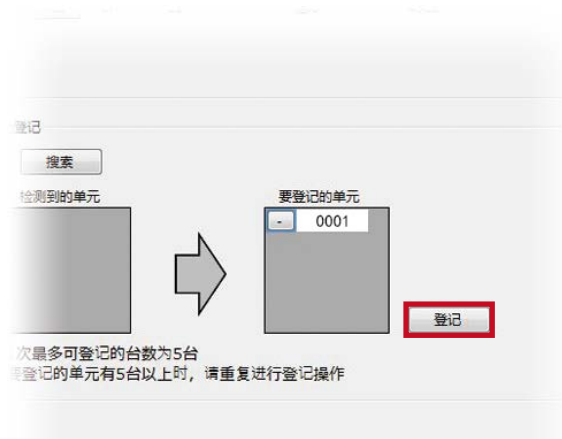 登记
搜索
检测到的单元
要登记的单元
- 0001
登记
次最多可登记的台数为5台
要登记的单元有5台以上时，请重复进行登记操作